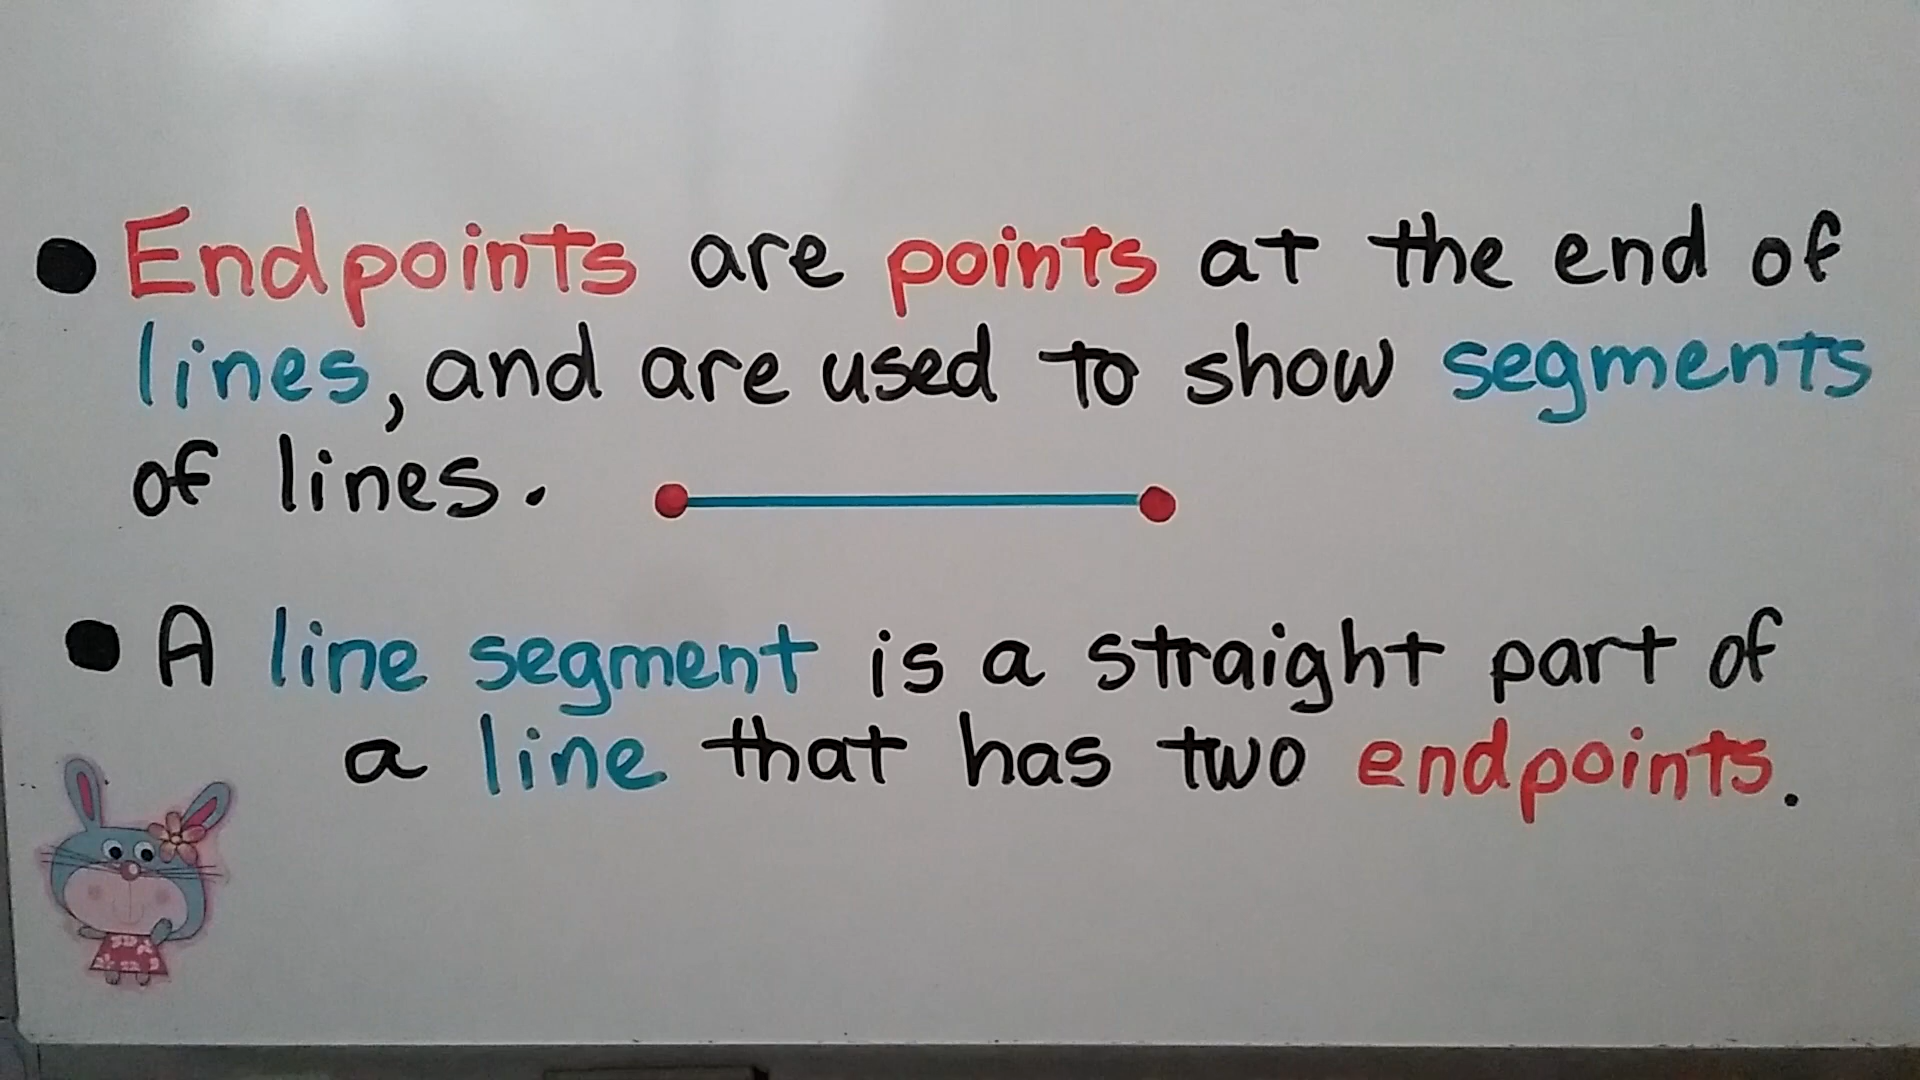 • Endpoints are points at the end of
lines, and are used to show segments
of lines.
• A line segment is a straight part of
a line that has two endpoints.